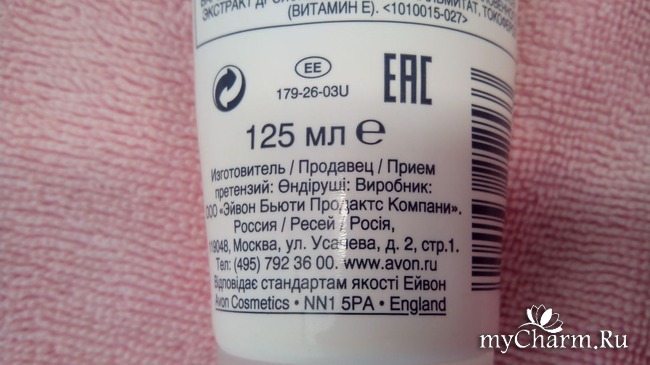 ЭКСТРАКТ
(ВИТАМИН Е). <1010015-027>
EE
179-26-03U
EAC
125 мл e
Изготовитель / Продавец / Прием
претензий: Өндіруші: Виробник:
ООО «Эйвон Бьюти Продактс Компани».
Россия / Ресей / Росія,
119048, Москва, ул. Усачева, д. 2, стр.1.
Тел: (495) 792 36 00. www.avon.ru
Відповідає стандартам якості Ейвон
Avon Cosmetics • NN1 5PA • England
myCharm.Ru